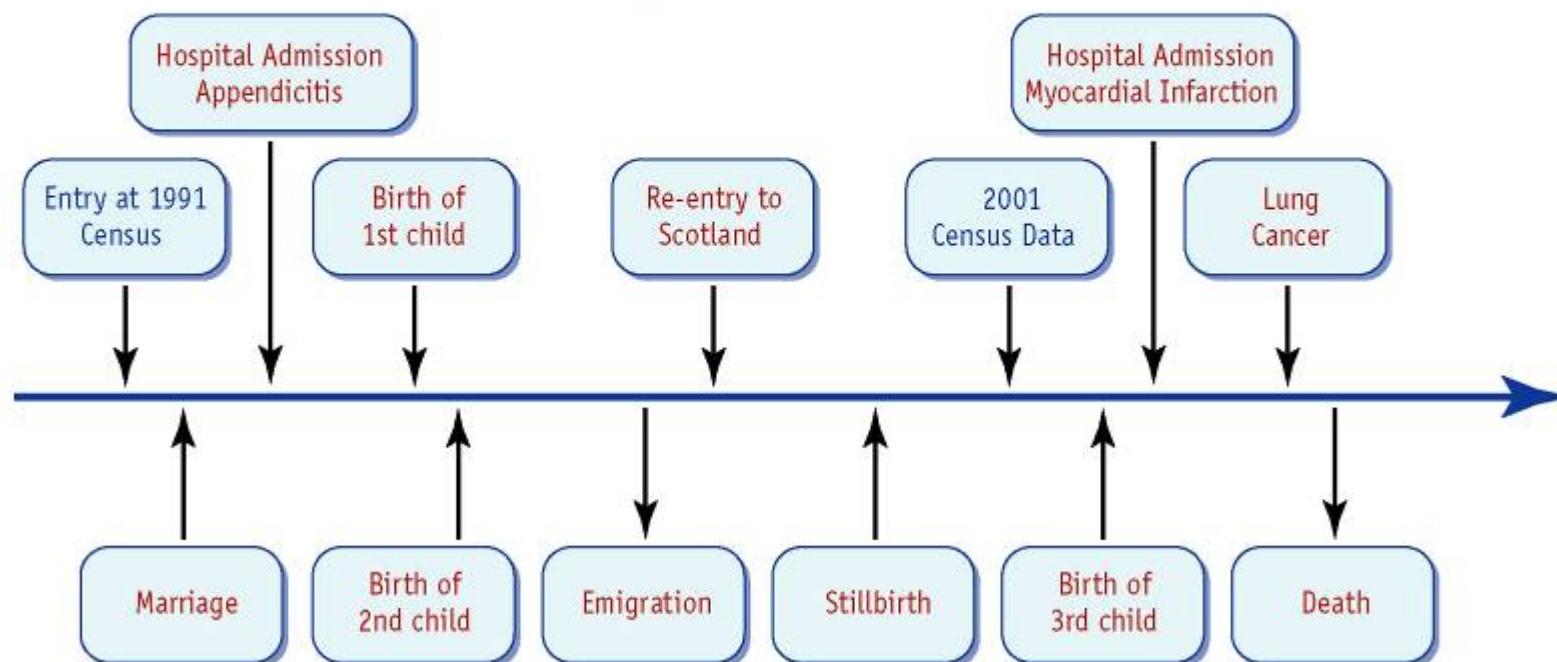 Hospital Admission
Appendicitis
Hospital Admission
Myocardial Infarction
Entry at 1991
Census
Birth of
1st child
Re-entry to
Scotland
2001
Census Data
Lung
Cancer
Marriage
Birth of
2nd child
Emigration
Stillbirth
Birth of
3rd child
Death